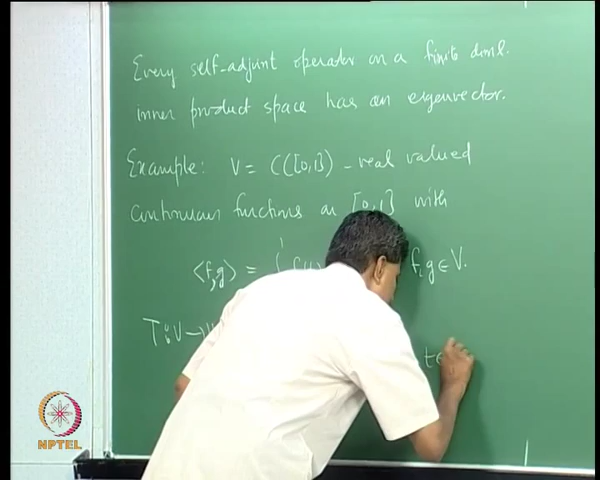 Every self-adjoint operator on a finite diml.
inner product space has an eigenvector.
Example: V = C([0,1]) - real valued
continuous functions on [0,1] with
<f,g> = ∫ f(t) f, g ∈ V.
T: V → t ∈
NPTEL